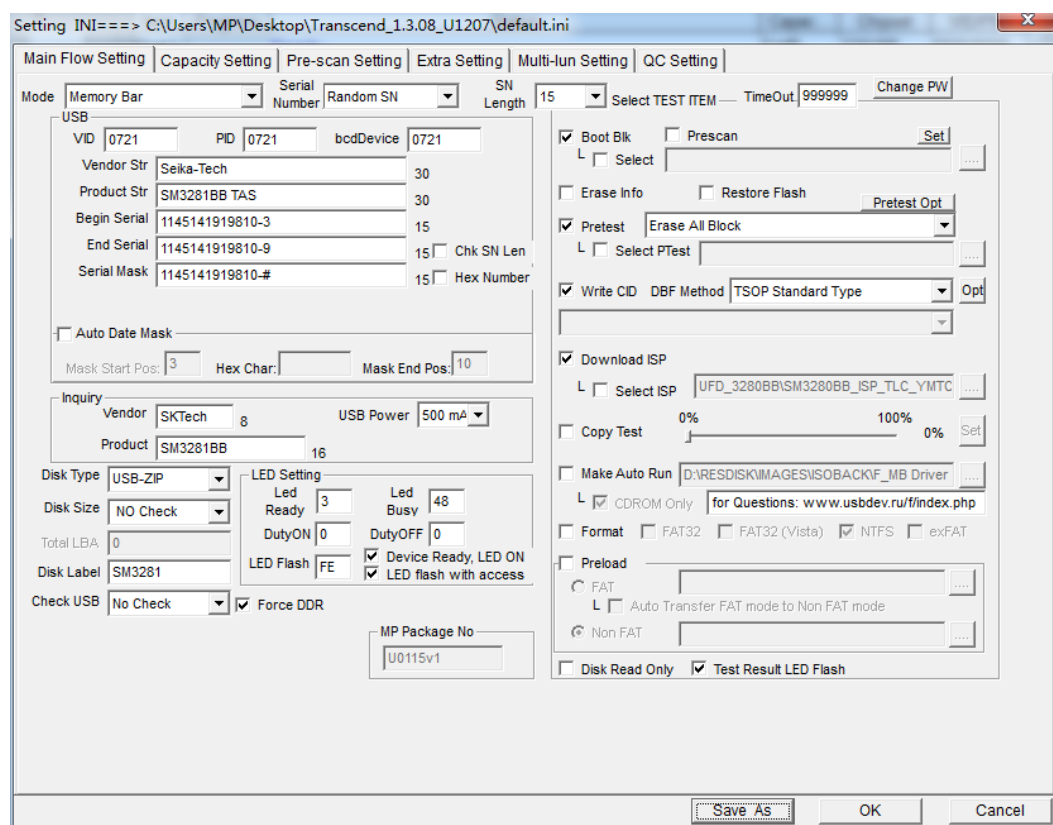 Setting INI===> C:\Users\MP\Desktop\Transcend_1.3.08_U1207\default.ini
Main Flow Setting Capacity Setting Pre-scan Setting Extra Setting Multi-lun Setting QC Setting
Mode Memory Bar Serial Number Random SN SN Length 15
USB
VID 0721 PID 0721 bcdDevice 0721
Vendor Str Seika-Tech 30
Product Str SM3281BB TAS 30
Begin Serial 1145141919810-3 15
End Serial 1145141919810-9 15 Chk SN Len
Serial Mask 1145141919810-# 15 Hex Number
Auto Date Mask
Mask Start Pos: 3 Hex Char: Mask End Pos: 10
Inquiry
Vendor SKTech 8 USB Power 500 mA
Product SM3281BB 16
Disk Type USB-ZIP
Disk Size NO Check
Total LBA 0
Disk Label SM3281
Check USB No Check Force DDR
LED Setting
Led Ready 3 Led Busy 48
DutyON 0 DutyOFF 0
LED Flash FE Device Ready, LED ON
LED flash with access
MP Package No
U0115v1
Select TEST ITEM TimeOut 999999 Change PW
Boot Blk Prescan Set
Select ....
Erase Info Restore Flash
Pretest Opt
Pretest Erase All Block
Select PTest ....
Write CID DBF Method TSOP Standard Type Opt
Download ISP
Select ISP UFD_3280BB\SM3280BB_ISP_TLC_YMTC ....
Copy Test 0% 100% 0% Set
Make Auto Run D:\RESDISK\IMAGES\ISOBACK\F_MB Driver ....
CDROM Only for Questions: www.usbdev.ru/f/index.php
Format FAT32 FAT32 (Vista) NTFS exFAT
Preload
FAT ....
Auto Transfer FAT mode to Non FAT mode
Non FAT ....
Disk Read Only Test Result LED Flash
Save As OK Cancel